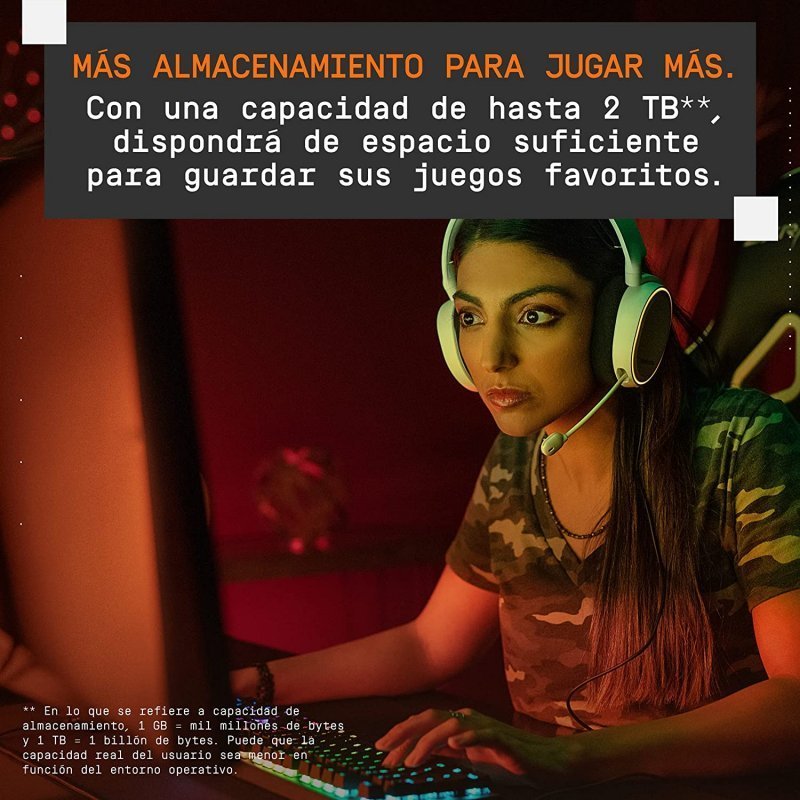 MÁS ALMACENAMIENTO PARA JUGAR MÁS.
Con una capacidad de hasta 2 TB**,
dispondrá de espacio suficiente
para guardar sus juegos favoritos.
** En lo que se refiere a capacidad de
almacenamiento, 1 GB = mil millones de bytes
y 1 TB = 1 billón de bytes. Puede que la
capacidad real del usuario sea menor en
función del entorno operativo.